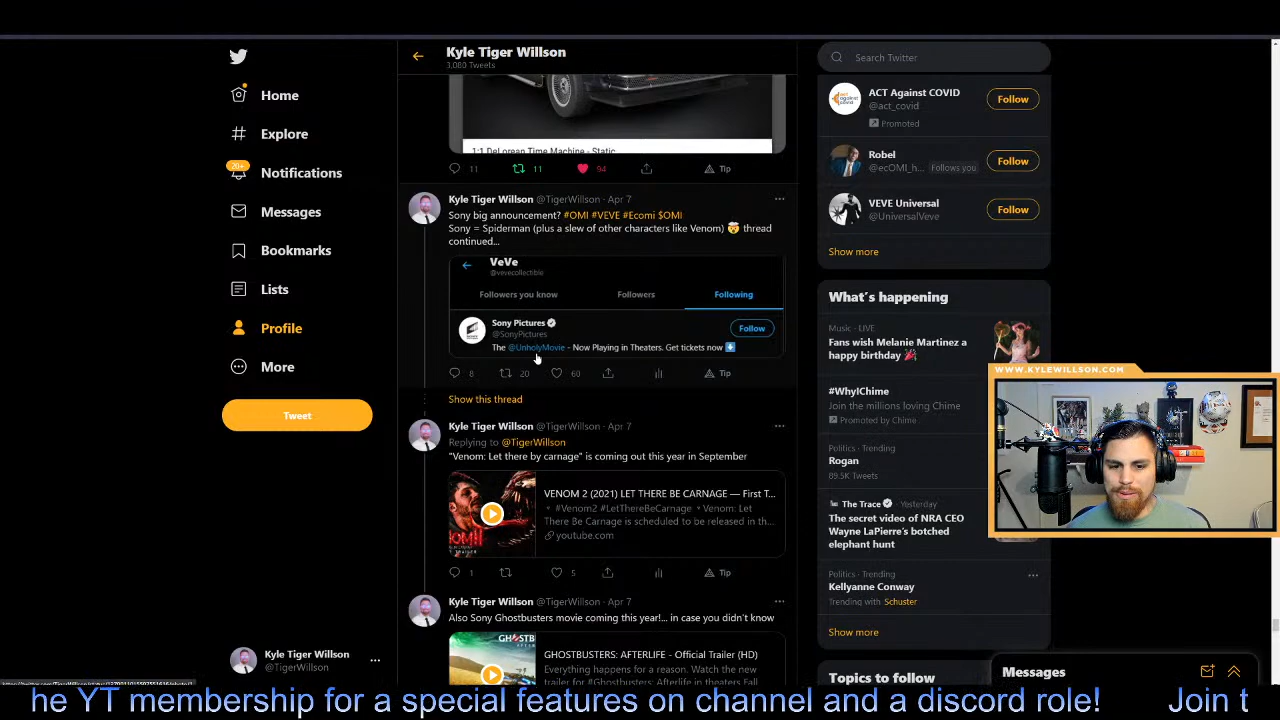 Kyle Tiger Willson
3,080 Tweets
Home
Explore
20+
Notifications
Messages
Bookmarks
Lists
Profile
More
Tweet
Kyle Tiger Willson
@TigerWillson
1:1 DeLorean Time Machine - Static
11 11 94 Tip
Kyle Tiger Willson @TigerWillson · Apr 7
Sony big announcement? #OMI #VEVE #Ecomi $OMI
Sony = Spiderman (plus a slew of other characters like Venom) 🤯 thread
continued...
VeVe
@vevecollectible
Followers you know Followers Following
Sony Pictures
@SonyPictures
Follow
The @UnholyMovie - Now Playing in Theaters. Get tickets now ⬇
8 20 60 Tip
Show this thread
Kyle Tiger Willson @TigerWillson · Apr 7
Replying to @TigerWillson
"Venom: Let there by carnage" is coming out this year in September
VENOM 2 (2021) LET THERE BE CARNAGE — First T...
• #Venom2 #LetThereBeCarnage • Venom: Let
There Be Carnage is scheduled to be released in th...
youtube.com
1 5 Tip
Kyle Tiger Willson @TigerWillson · Apr 7
Also Sony Ghostbusters movie coming this year!... in case you didn't know
GHOSTB
GHOSTBUSTERS: AFTERLIFE - Official Trailer (HD)
Everything happens for a reason. Watch the new
trailer for #Ghostbusters: Afterlife in theaters Fall
Search Twitter
ACT Against COVID
@act_covid
Promoted
Follow
Robel
@ecOMI_h... Follows you
Follow
VEVE Universal
@UniversalVeve
Follow
Show more
What's happening
Music · LIVE
Fans wish Melanie Martinez a
happy birthday 🎉
#WhyIChime
Join the millions loving Chime
Promoted by Chime
Politics · Trending
Rogan
89.5K Tweets
The Trace · Yesterday
The secret video of NRA CEO
Wayne LaPierre's botched
elephant hunt
Politics · Trending
Kellyanne Conway
Trending with Schuster
Show more
Topics to follow
Messages
WWW.KYLEWILLSON.COM
he YT membership for a special features on channel and a discord role! Join t